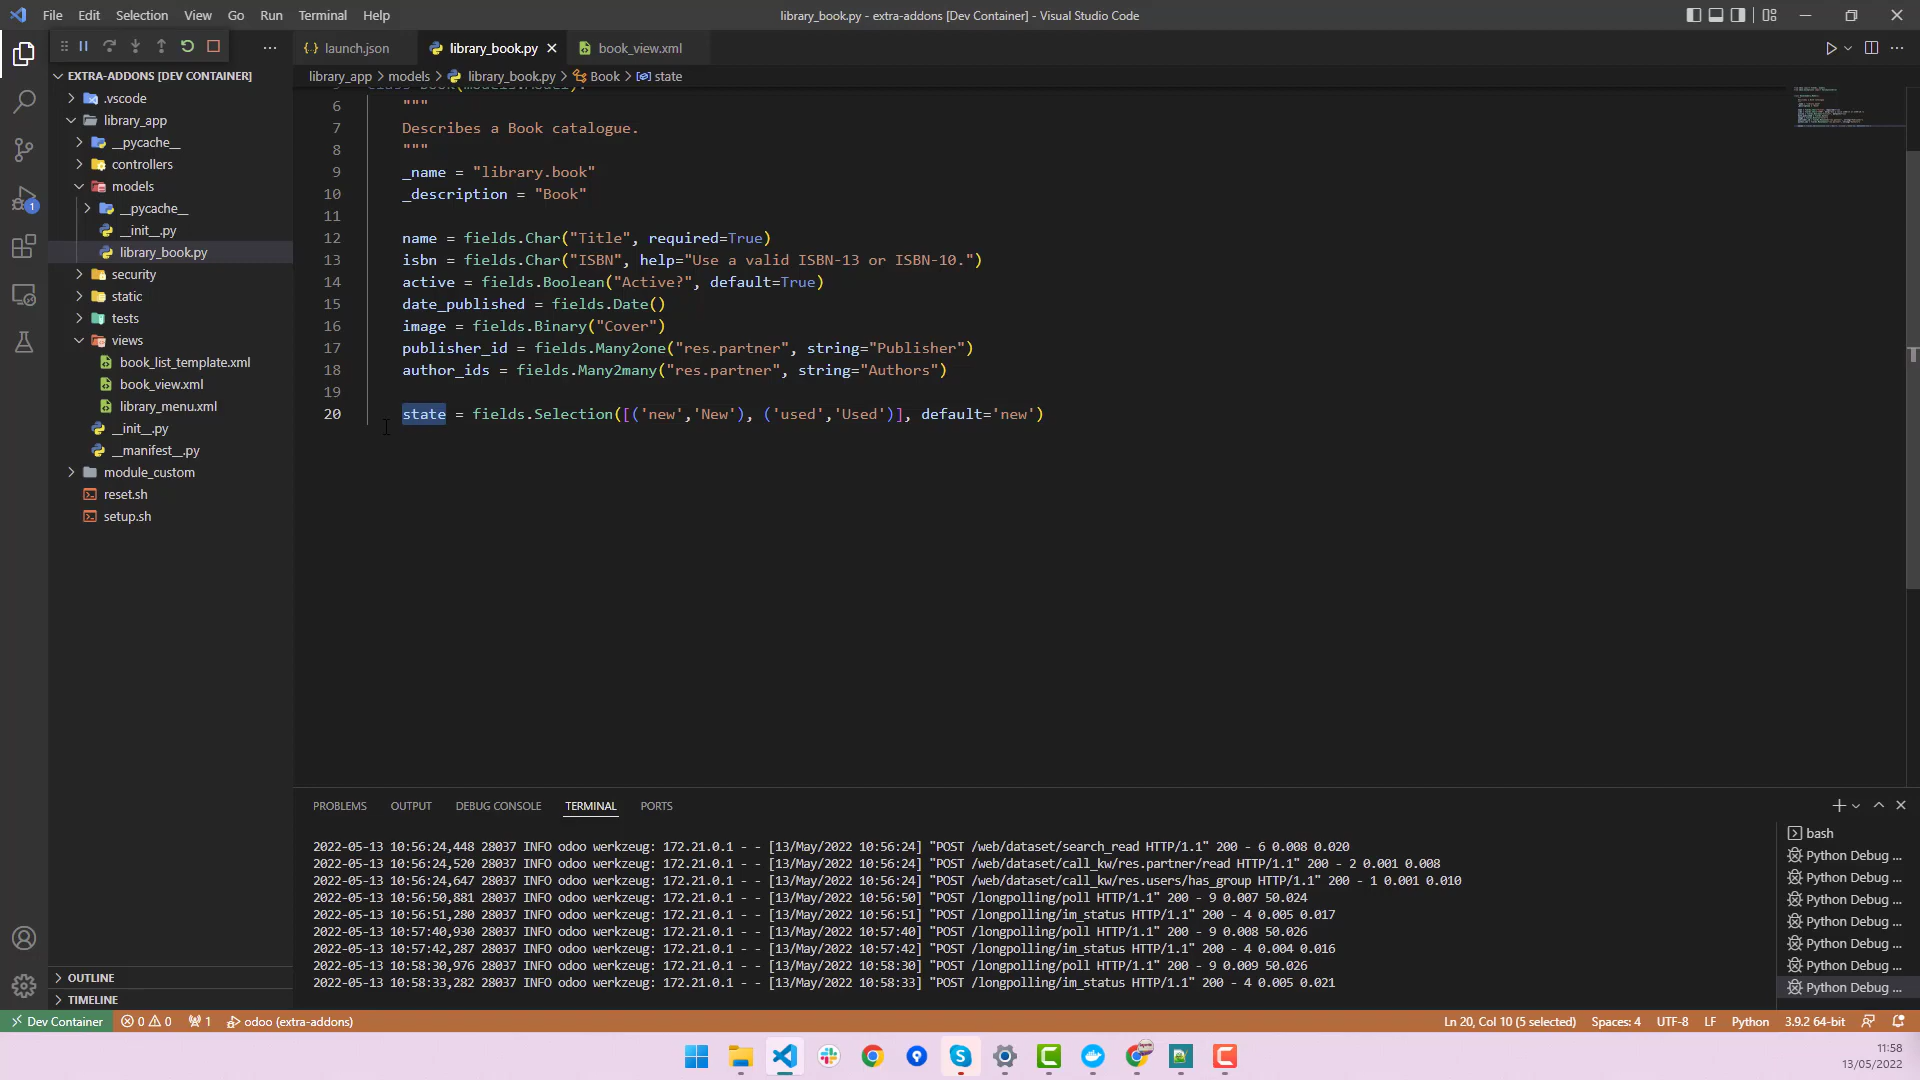 File Edit Selection View Go Run Terminal Help
library_book.py - extra-addons [Dev Container] - Visual Studio Code
launch.json
library_book.py
book_view.xml
EXTRA-ADDONS [DEV CONTAINER]
.vscode
library_app
__pycache__
controllers
models
__pycache__
__init__.py
library_book.py
security
static
tests
views
book_list_template.xml
book_view.xml
library_menu.xml
__init__.py
__manifest__.py
module_custom
reset.sh
setup.sh
OUTLINE
TIMELINE
1
library_app > models > library_book.py > Book > state
class Book(models.Model):
6 """
7 Describes a Book catalogue.
8 """
9 _name = "library.book"
10 _description = "Book"
11
12 name = fields.Char("Title", required=True)
13 isbn = fields.Char("ISBN", help="Use a valid ISBN-13 or ISBN-10.")
14 active = fields.Boolean("Active?", default=True)
15 date_published = fields.Date()
16 image = fields.Binary("Cover")
17 publisher_id = fields.Many2one("res.partner", string="Publisher")
18 author_ids = fields.Many2many("res.partner", string="Authors")
19
20 state = fields.Selection([('new','New'), ('used','Used')], default='new')
PROBLEMS OUTPUT DEBUG CONSOLE TERMINAL PORTS
2022-05-13 10:56:24,448 28037 INFO odoo werkzeug: 172.21.0.1 - - [13/May/2022 10:56:24] "POST /web/dataset/search_read HTTP/1.1" 200 - 6 0.008 0.020
2022-05-13 10:56:24,520 28037 INFO odoo werkzeug: 172.21.0.1 - - [13/May/2022 10:56:24] "POST /web/dataset/call_kw/res.partner/read HTTP/1.1" 200 - 2 0.001 0.008
2022-05-13 10:56:24,647 28037 INFO odoo werkzeug: 172.21.0.1 - - [13/May/2022 10:56:24] "POST /web/dataset/call_kw/res.users/has_group HTTP/1.1" 200 - 1 0.001 0.010
2022-05-13 10:56:50,881 28037 INFO odoo werkzeug: 172.21.0.1 - - [13/May/2022 10:56:50] "POST /longpolling/poll HTTP/1.1" 200 - 9 0.007 50.024
2022-05-13 10:56:51,280 28037 INFO odoo werkzeug: 172.21.0.1 - - [13/May/2022 10:56:51] "POST /longpolling/im_status HTTP/1.1" 200 - 4 0.005 0.017
2022-05-13 10:57:40,930 28037 INFO odoo werkzeug: 172.21.0.1 - - [13/May/2022 10:57:40] "POST /longpolling/poll HTTP/1.1" 200 - 9 0.008 50.026
2022-05-13 10:57:42,287 28037 INFO odoo werkzeug: 172.21.0.1 - - [13/May/2022 10:57:42] "POST /longpolling/im_status HTTP/1.1" 200 - 4 0.004 0.016
2022-05-13 10:58:30,976 28037 INFO odoo werkzeug: 172.21.0.1 - - [13/May/2022 10:58:30] "POST /longpolling/poll HTTP/1.1" 200 - 9 0.009 50.026
2022-05-13 10:58:33,282 28037 INFO odoo werkzeug: 172.21.0.1 - - [13/May/2022 10:58:33] "POST /longpolling/im_status HTTP/1.1" 200 - 4 0.005 0.021
bash
Python Debug ...
Python Debug ...
Python Debug ...
Python Debug ...
Python Debug ...
Python Debug ...
Python Debug ...
Dev Container 0 0 1 odoo (extra-addons)
Ln 20, Col 10 (5 selected) Spaces: 4 UTF-8 LF Python 3.9.2 64-bit
11:58
13/05/2022